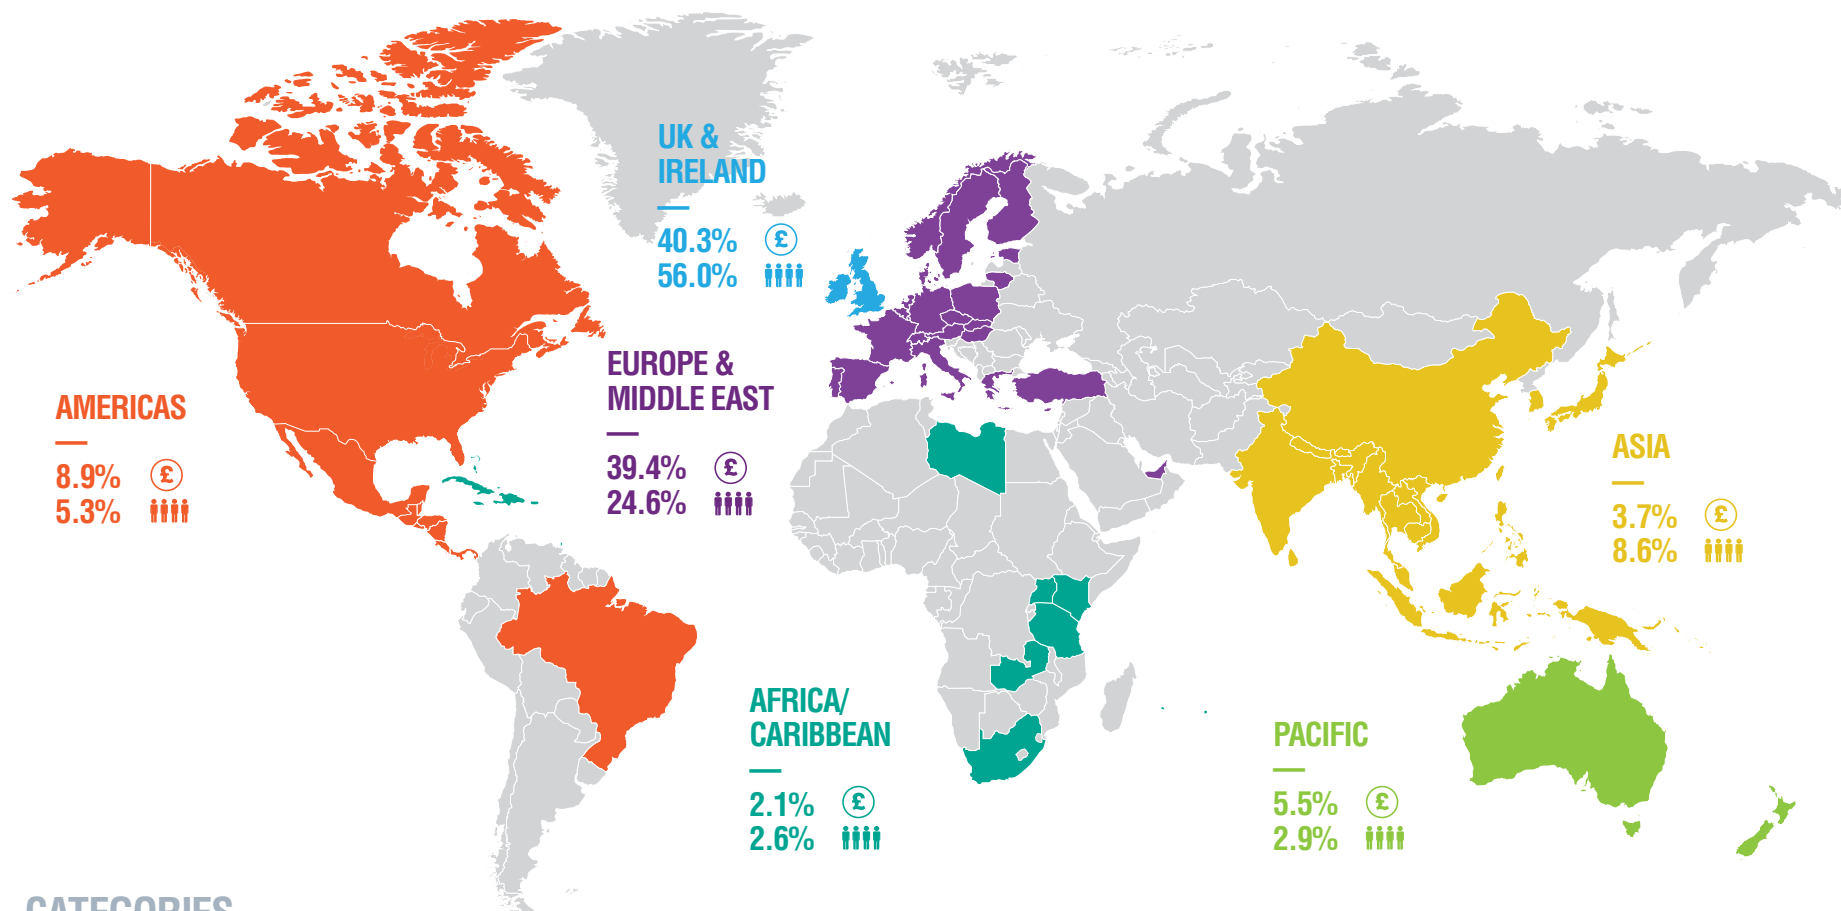 UK &
IRELAND
40.3% £
56.0%
EUROPE &
MIDDLE EAST
39.4% £
24.6%
AMERICAS
8.9% £
5.3%
ASIA
3.7% £
8.6%
AFRICA/
CARIBBEAN
2.1% £
2.6%
PACIFIC
5.5% £
2.9%
CATEGORIES